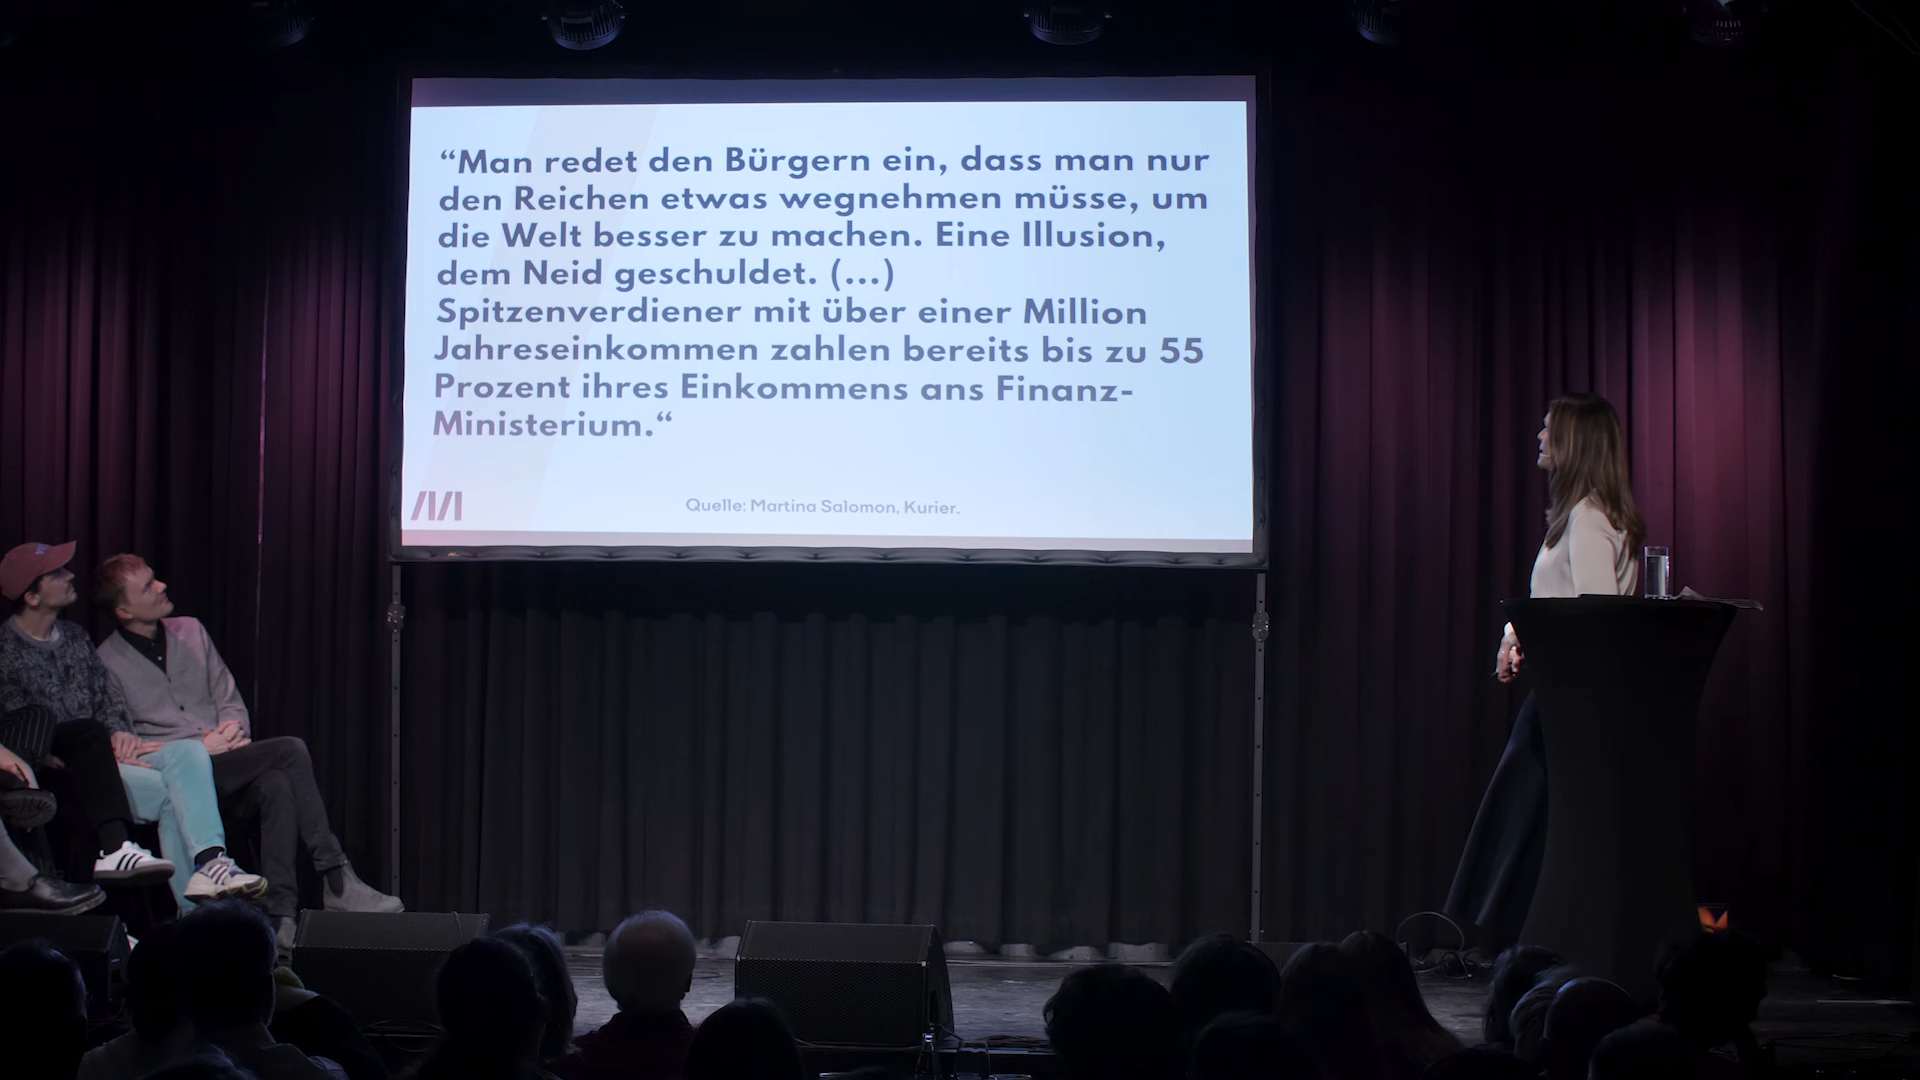 “Man redet den Bürgern ein, dass man nur
den Reichen etwas wegnehmen müsse, um
die Welt besser zu machen. Eine Illusion,
dem Neid geschuldet. (...)
Spitzenverdiener mit über einer Million
Jahreseinkommen zahlen bereits bis zu 55
Prozent ihres Einkommens ans Finanz-
Ministerium.“
Quelle: Martina Salomon, Kurier.